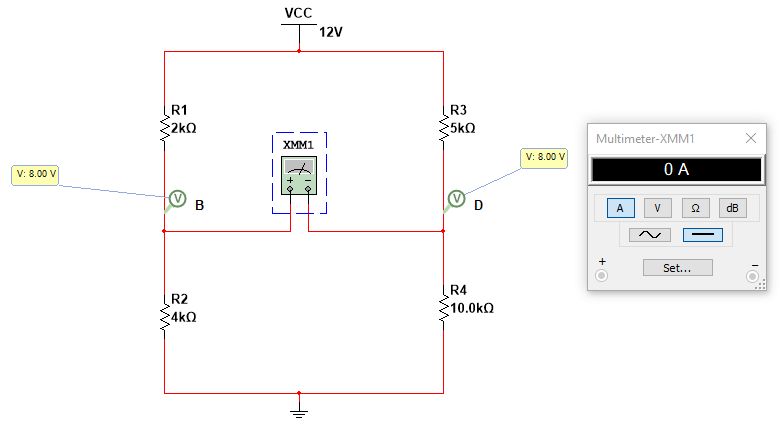 VCC
12V
R1
2kΩ
R3
5kΩ
XMM1
+ −
V: 8.00 V
V
B
V: 8.00 V
V
D
R2
4kΩ
R4
10.0kΩ
Multimeter-XMM1
0 A
A V Ω dB
+ −
Set...